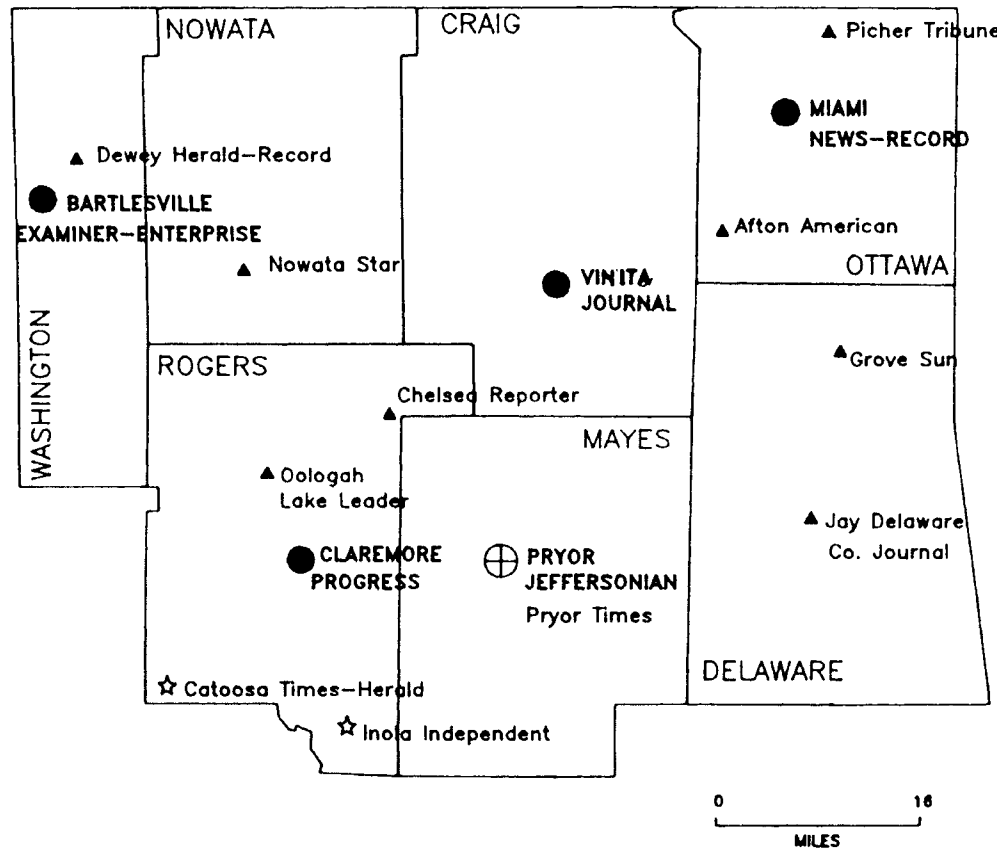 NOWATA
CRAIG
Picher Tribune
MIAMI
NEWS-RECORD
Dewey Herald-Record
BARTLESVILLE
EXAMINER-ENTERPRISE
Afton American
Nowata Star
OTTAWA
VINITA
JOURNAL
WASHINGTON
ROGERS
Grove Sun
Chelsea Reporter
MAYES
Oologah
Lake Leader
Jay Delaware
Co. Journal
CLAREMORE
PROGRESS
PRYOR
JEFFERSONIAN
Pryor Times
DELAWARE
Catoosa Times-Herald
Inola Independent
0 16
MILES